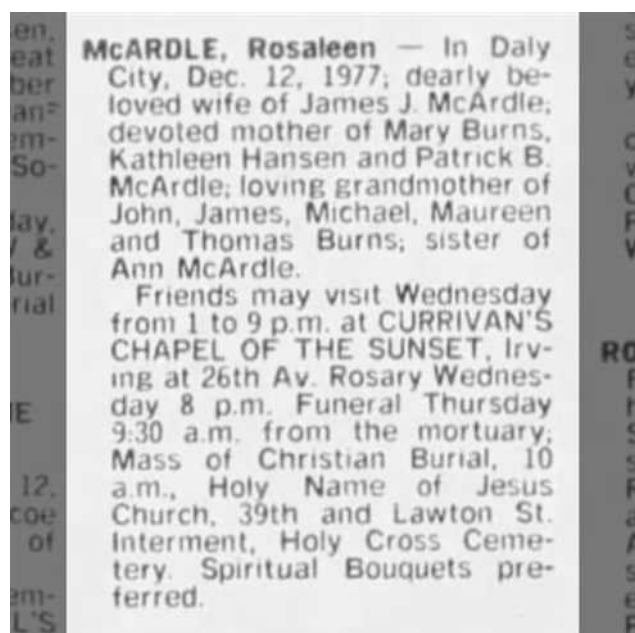 McARDLE, Rosaleen — In Daly
City, Dec. 12, 1977; dearly be-
loved wife of James J. McArdle;
devoted mother of Mary Burns,
Kathleen Hansen and Patrick B.
McArdle; loving grandmother of
John, James, Michael, Maureen
and Thomas Burns; sister of
Ann McArdle.
Friends may visit Wednesday
from 1 to 9 p.m. at CURRIVAN'S
CHAPEL OF THE SUNSET, Irv-
ing at 26th Av. Rosary Wednes-
day 8 p.m. Funeral Thursday
9:30 a.m. from the mortuary;
Mass of Christian Burial, 10
a.m., Holy Name of Jesus
Church, 39th and Lawton St.
Interment, Holy Cross Ceme-
tery. Spiritual Bouquets pre-
ferred.